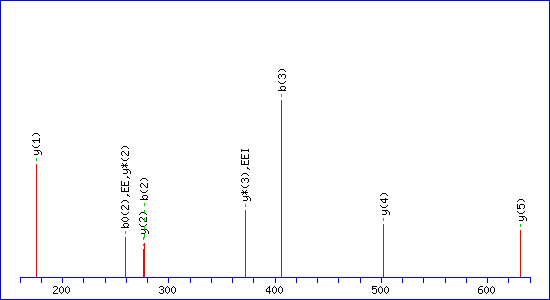 y(1)
b0(2),EE,y*(2)
y(2)
b(2)
y*(3),EEI
b(3)
y(4)
y(5)
200
300
400
500
600